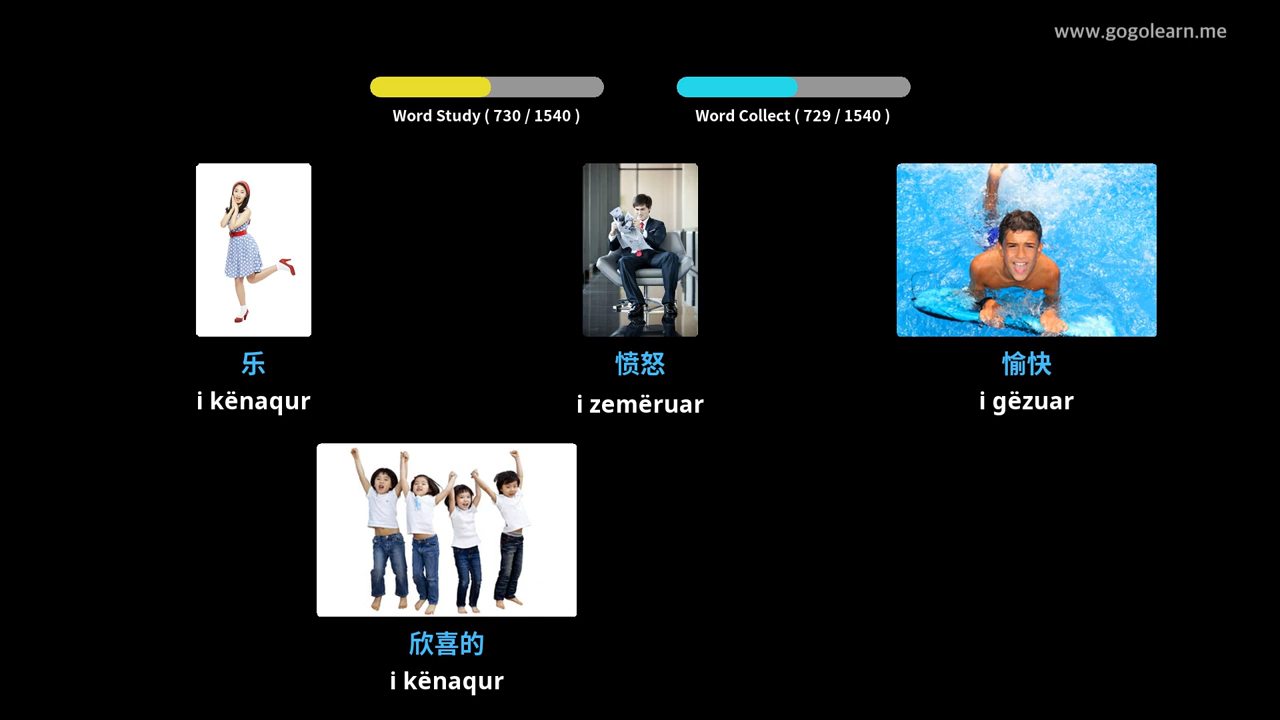 www.gogolearn.me
Word Study ( 730 / 1540 )
Word Collect ( 729 / 1540 )
乐
i kënaqur
愤怒
i zemëruar
愉快
i gëzuar
欣喜的
i kënaqur